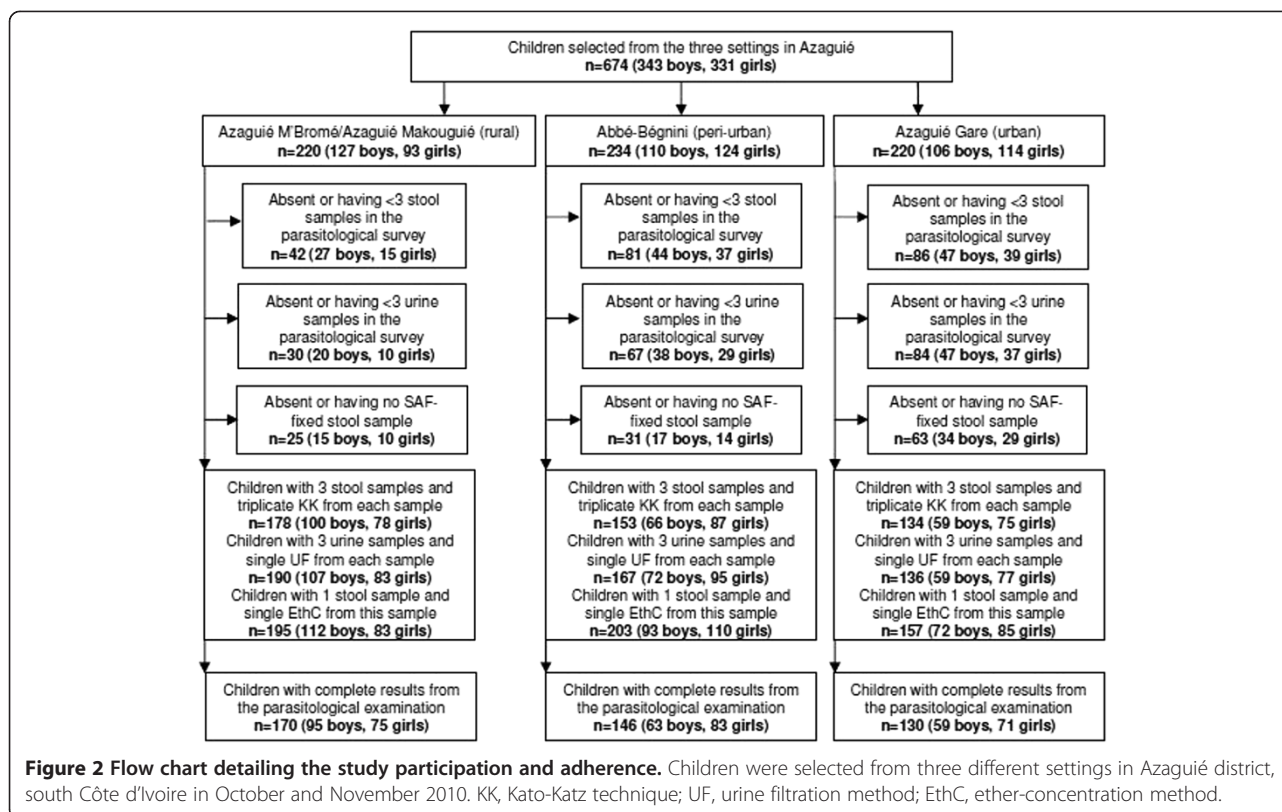 Children selected from the three settings in Azaguié
n=674 (343 boys, 331 girls)
Azaguié M'Bromé/Azaguié Makouguié (rural)
n=220 (127 boys, 93 girls)
Absent or having <3 stool
samples in the
parasitological survey
n=42 (27 boys, 15 girls)
Absent or having <3 urine
samples in the
parasitological survey
n=30 (20 boys, 10 girls)
Absent or having no SAF-
fixed stool sample
n=25 (15 boys, 10 girls)
Children with 3 stool samples and
triplicate KK from each sample
n=178 (100 boys, 78 girls)
Children with 3 urine samples and
single UF from each sample
n=190 (107 boys, 83 girls)
Children with 1 stool sample and
single EthC from this sample
n=195 (112 boys, 83 girls)
Children with complete results from
the parasitological examination
n=170 (95 boys, 75 girls)
Abbé-Bégnini (peri-urban)
n=234 (110 boys, 124 girls)
Absent or having <3 stool
samples in the
parasitological survey
n=81 (44 boys, 37 girls)
Absent or having <3 urine
samples in the
parasitological survey
n=67 (38 boys, 29 girls)
Absent or having no SAF-
fixed stool sample
n=31 (17 boys, 14 girls)
Children with 3 stool samples and
triplicate KK from each sample
n=153 (66 boys, 87 girls)
Children with 3 urine samples and
single UF from each sample
n=167 (72 boys, 95 girls)
Children with 1 stool sample and
single EthC from this sample
n=203 (93 boys, 110 girls)
Children with complete results from
the parasitological examination
n=146 (63 boys, 83 girls)
Azaguié Gare (urban)
n=220 (106 boys, 114 girls)
Absent or having <3 stool
samples in the
parasitological survey
n=86 (47 boys, 39 girls)
Absent or having <3 urine
samples in the
parasitological survey
n=84 (47 boys, 37 girls)
Absent or having no SAF-
fixed stool sample
n=63 (34 boys, 29 girls)
Children with 3 stool samples and
triplicate KK from each sample
n=134 (59 boys, 75 girls)
Children with 3 urine samples and
single UF from each sample
n=136 (59 boys, 77 girls)
Children with 1 stool sample and
single EthC from this sample
n=157 (72 boys, 85 girls)
Children with complete results from
the parasitological examination
n=130 (59 boys, 71 girls)
Figure 2 Flow chart detailing the study participation and adherence. Children were selected from three different settings in Azaguié district,
south Côte d'Ivoire in October and November 2010. KK, Kato-Katz technique; UF, urine filtration method; EthC, ether-concentration method.